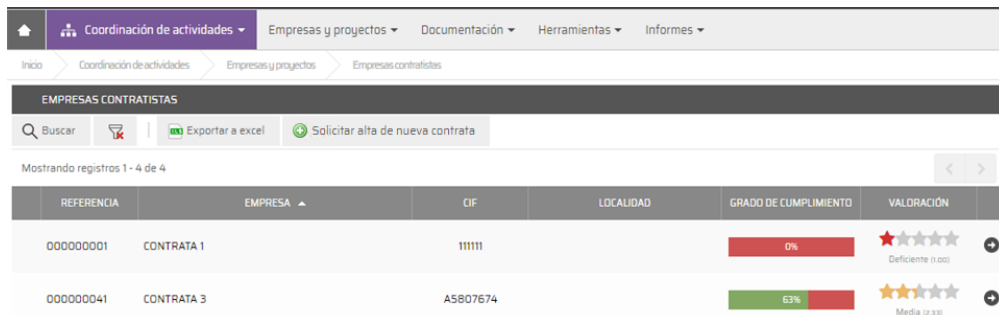 Coordinación de actividades Empresas y proyectos Documentación Herramientas Informes
Inicio Coordinación de actividades Empresas y proyectos Empresas contratistas
EMPRESAS CONTRATISTAS
Buscar Exportar a excel Solicitar alta de nueva contrata
Mostrando registros 1 - 4 de 4
REFERENCIA EMPRESA CIF LOCALIDAD GRADO DE CUMPLIMIENTO VALORACIÓN
000000001 CONTRATA 1 111111 0%
Deficiente (1.00)
000000041 CONTRATA 3 A5807674 63%
Media (2.33)